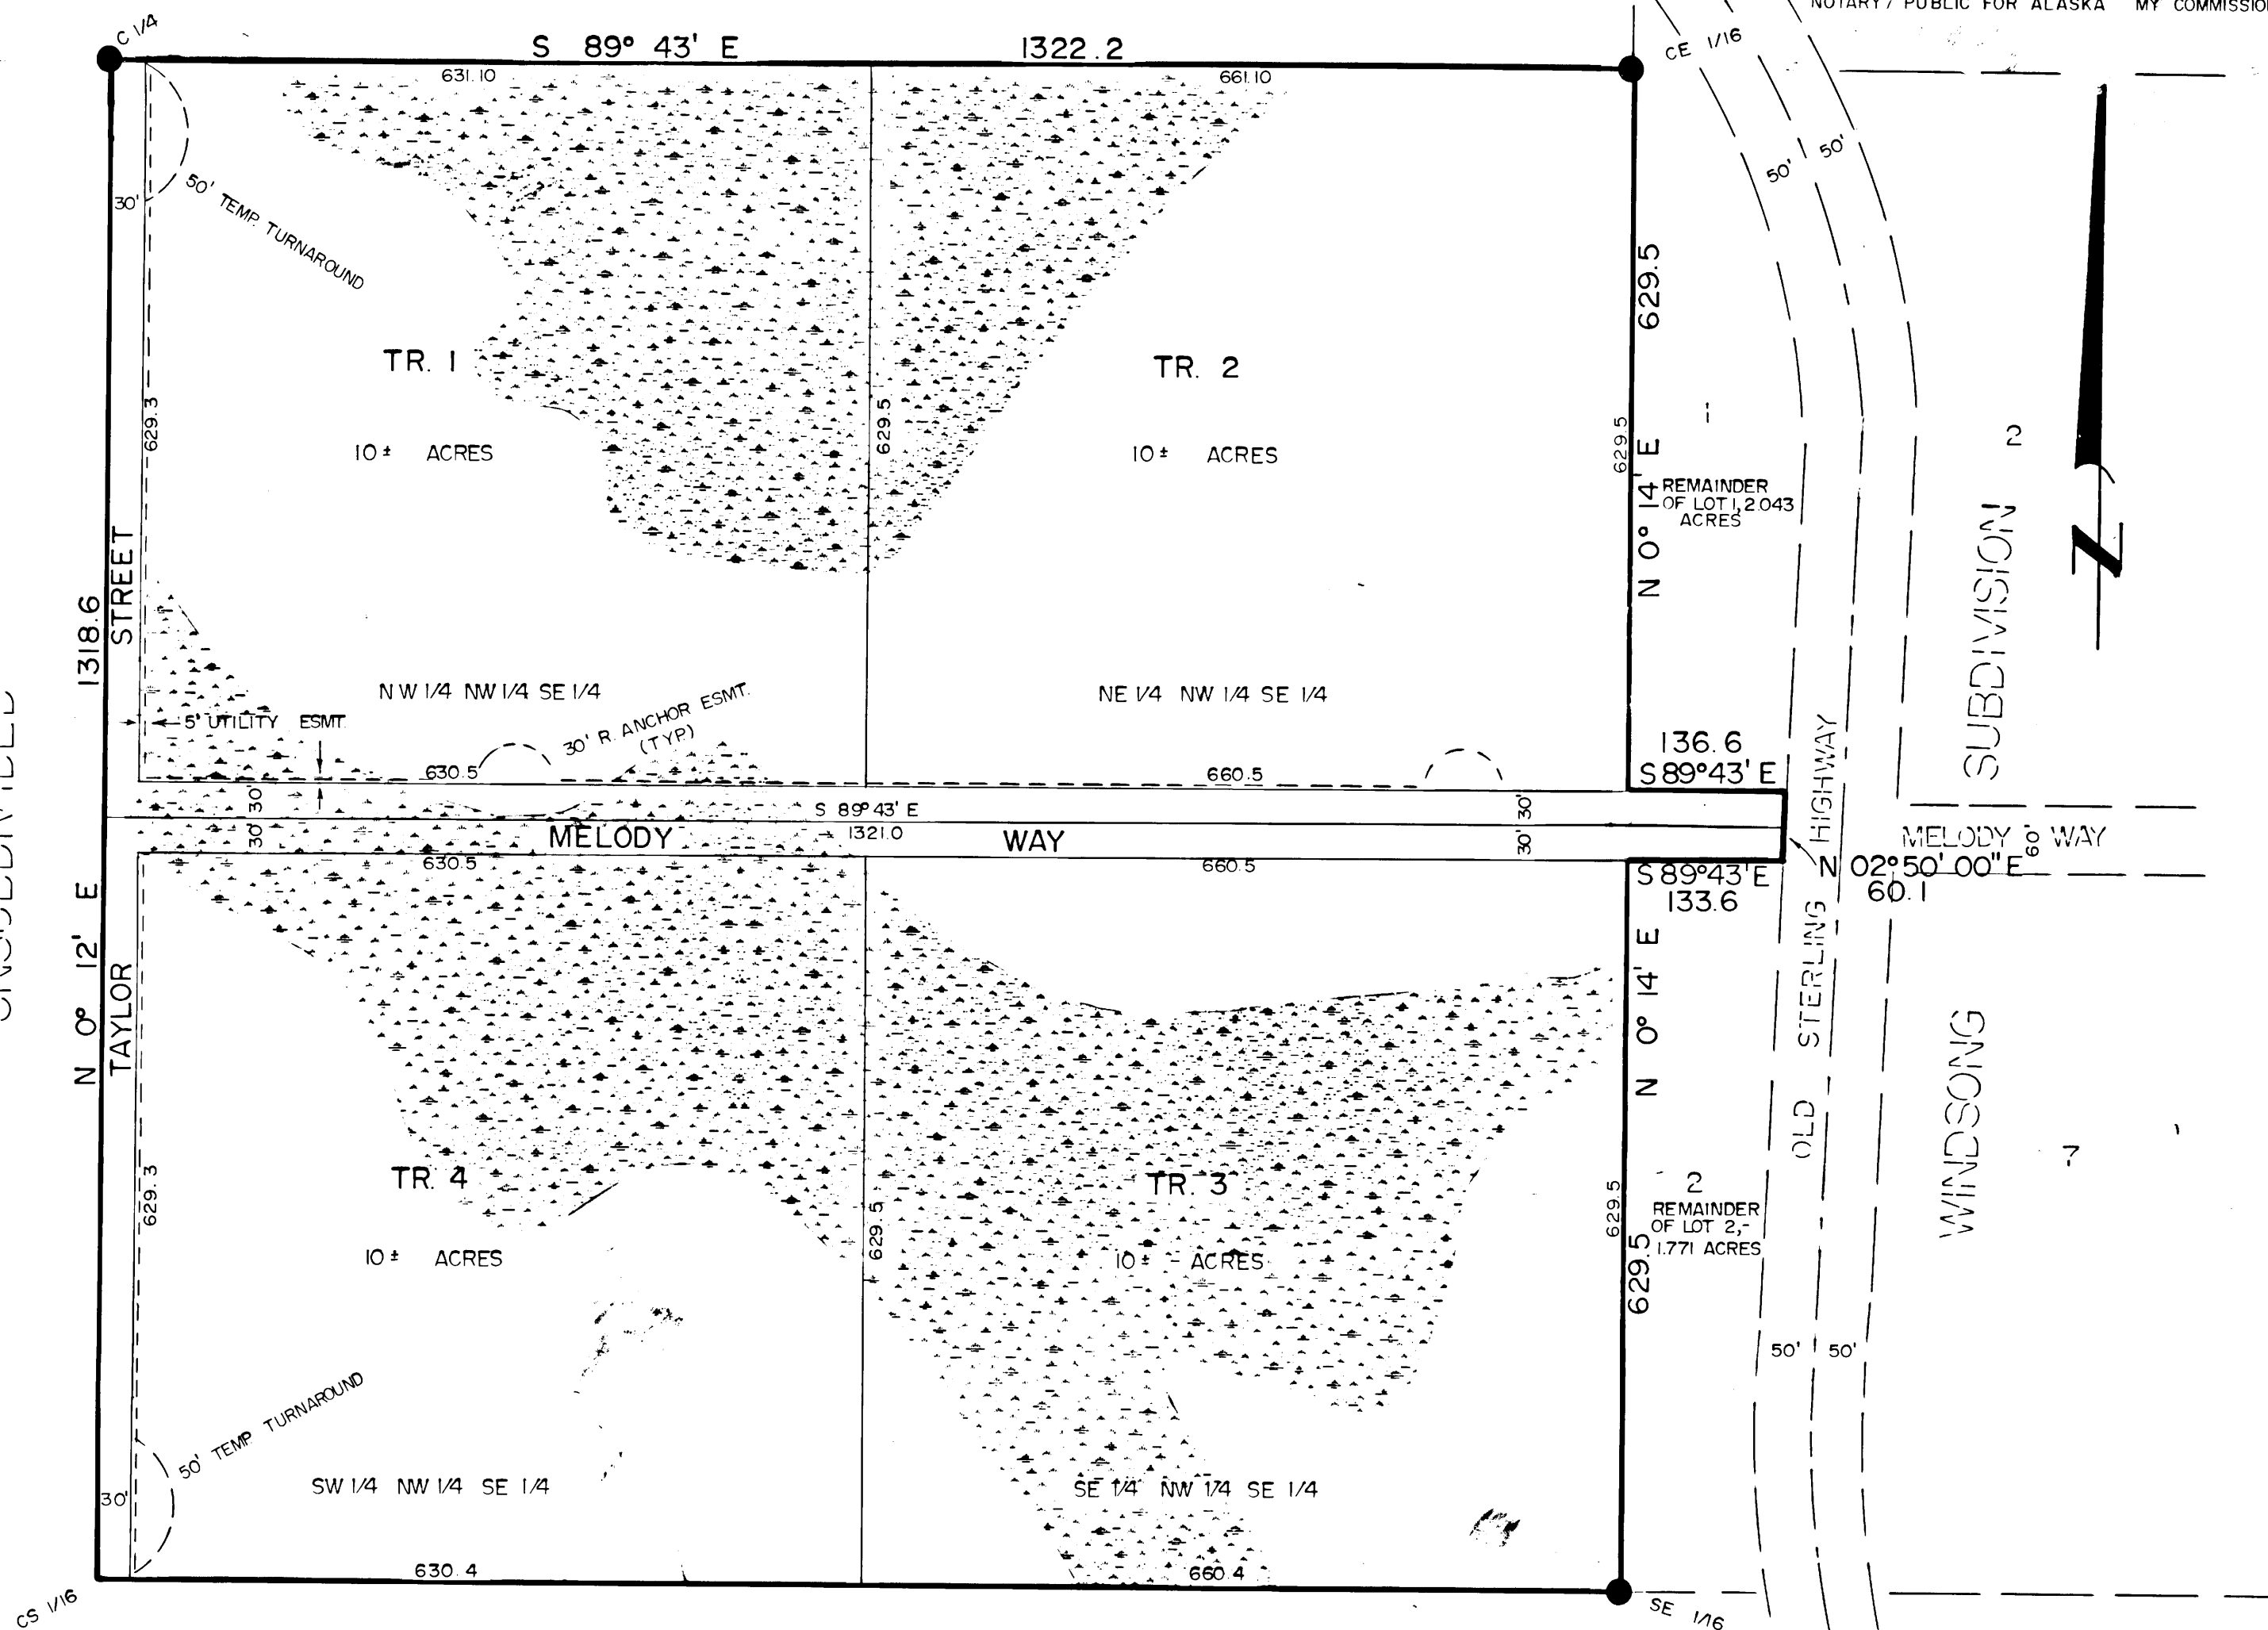 NOTARY / PUBLIC FOR ALASKA MY COMMISSION
C 1/4
S 89° 43' E 1322.2
CE 1/16
631.10
661.10
50' 50'
30'
50' TEMP. TURNAROUND
629.5
TR. 1
TR. 2
1
2
629.3
629.5
629.5
10± ACRES
10± ACRES
N 0° 14' E
REMAINDER
OF LOT 1, 2.043
ACRES
SUBDIVISION
N
1318.6
STREET
NW 1/4 NW 1/4 SE 1/4
NE 1/4 NW 1/4 SE 1/4
5' UTILITY ESMT.
30' R. ANCHOR ESMT.
(TYP.)
136.6
S 89°43' E
HIGHWAY
630.5
660.5
30'
30'
S 89° 43' E
30'
30'
MELODY WAY
1321.0
MELODY WAY
60'
630.5
660.5
S 89°43' E
133.6
N 02°50'00" E
60.1
N 0° 12' E
TAYLOR
N 0° 14' E
STERLING
OLD
WINDSONG
7
TR. 4
TR. 3
2
629.3
629.5
629.5
REMAINDER
OF LOT 2,-
1.771 ACRES
10± ACRES
10± - ACRES
629.5
50' 50'
50' TEMP. TURNAROUND
30'
SW 1/4 NW 1/4 SE 1/4
SE 1/4 NW 1/4 SE 1/4
630.4
660.4
CS 1/16
SE 1/16